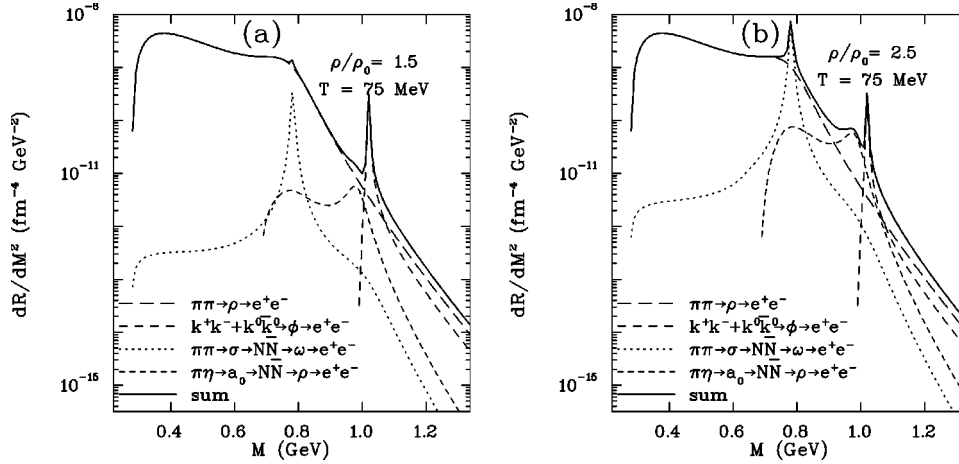 (a)
ρ/ρ₀= 1.5
T = 75 MeV
10⁻⁸
10⁻¹¹
10⁻¹⁵
dR/dM² (fm⁻⁴ GeV⁻²)
ππ→ρ→e⁺e⁻
k⁺k⁻+k⁰k̅⁰→ϕ→e⁺e⁻
ππ→σ→NN̅→ω→e⁺e⁻
πη→a₀→NN̅→ρ→e⁺e⁻
sum
0.4 0.6 0.8 1.0 1.2
M (GeV)
(b)
ρ/ρ₀= 2.5
T = 75 MeV
10⁻⁸
10⁻¹¹
10⁻¹⁵
dR/dM² (fm⁻⁴ GeV⁻²)
ππ→ρ→e⁺e⁻
k⁺k⁻+k⁰k̅⁰→ϕ→e⁺e⁻
ππ→σ→NN̅→ω→e⁺e⁻
πη→a₀→NN̅→ρ→e⁺e⁻
sum
0.4 0.6 0.8 1.0 1.2
M (GeV)